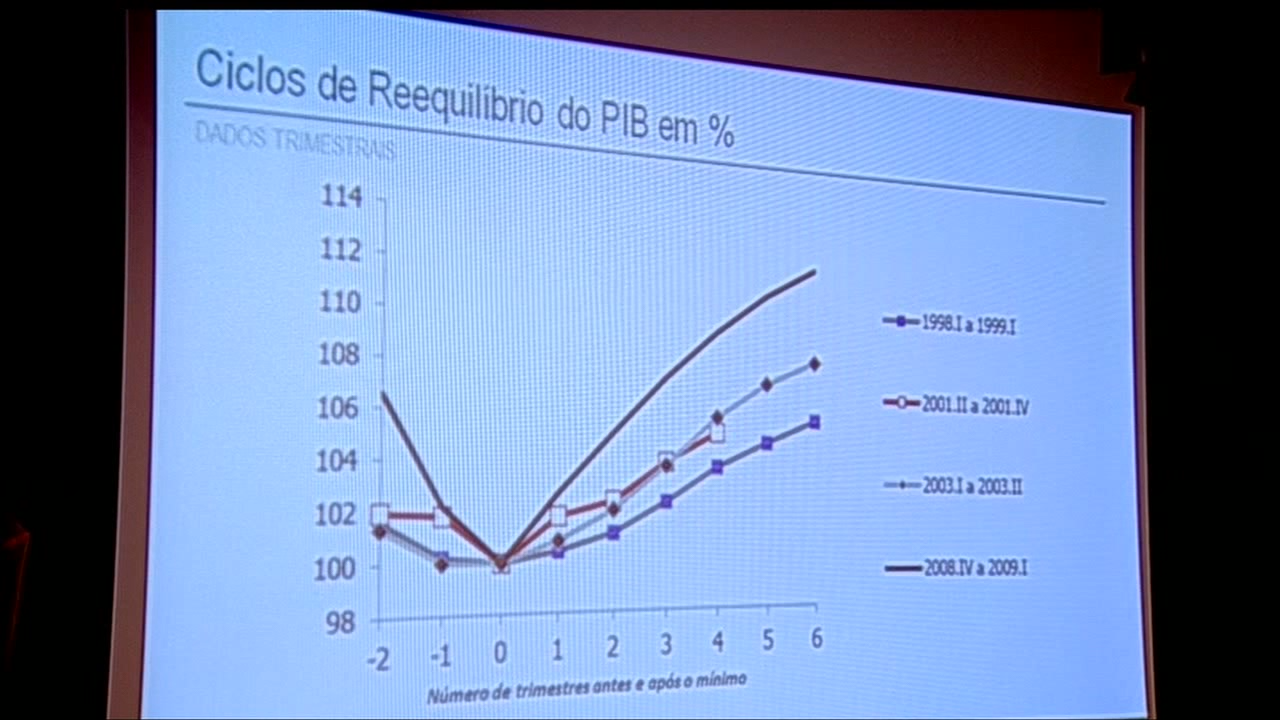 Ciclos de Reequilíbrio do PIB em %
DADOS TRIMESTRAIS
114
112
110
108
106
104
102
100
98
-2 -1 0 1 2 3 4 5 6
Número de trimestres antes e após o mínimo
1998.I a 1999.I
2001.II a 2001.IV
2003.I a 2003.II
2008.IV a 2009.I